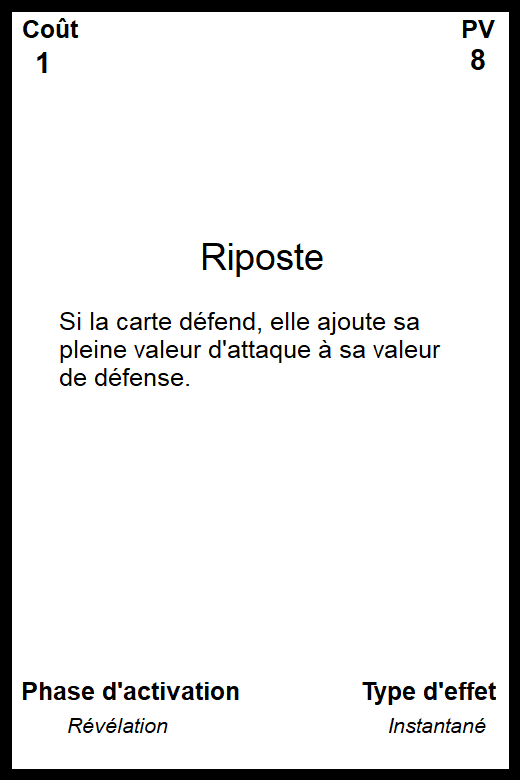 Coût PV
1 8
Riposte
Si la carte défend, elle ajoute sa
pleine valeur d'attaque à sa valeur
de défense.
Phase d'activation Type d'effet
Révélation Instantané